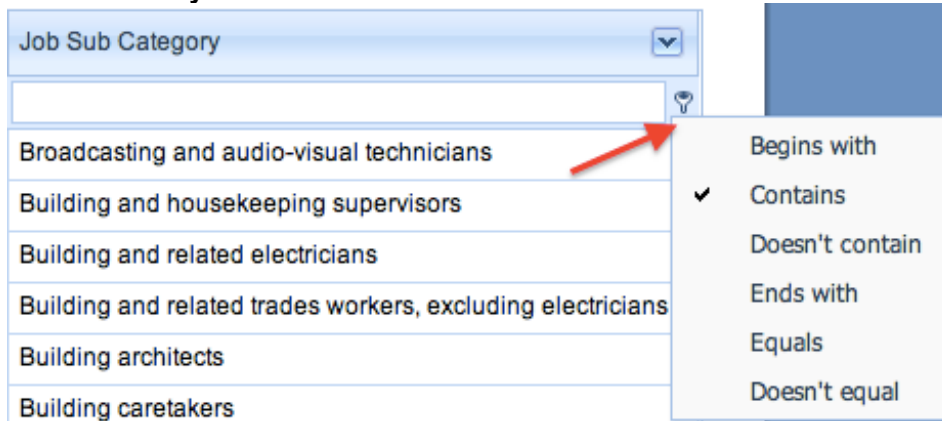 Job Sub Category
Broadcasting and audio-visual technicians
Building and housekeeping supervisors
Building and related electricians
Building and related trades workers, excluding electricians
Building architects
Building caretakers
Begins with
Contains
Doesn't contain
Ends with
Equals
Doesn't equal